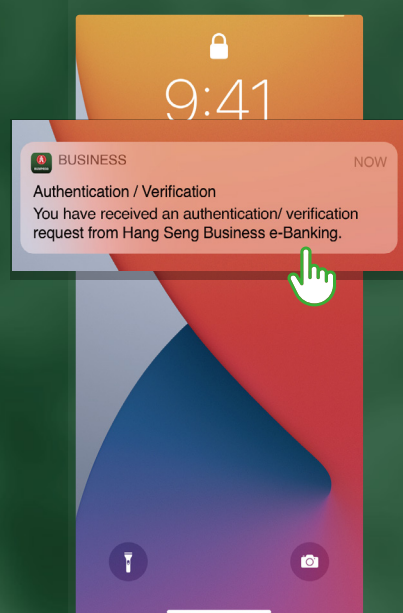 9:41
BUSINESS
NOW
Authentication / Verification
You have received an authentication/ verification
request from Hang Seng Business e-Banking.